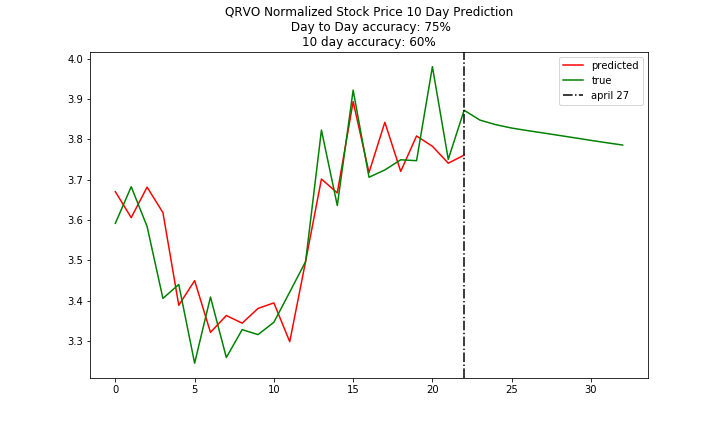 QRVO Normalized Stock Price 10 Day Prediction
Day to Day accuracy: 75%
10 day accuracy: 60%
4.0
3.9
3.8
3.7
3.6
3.5
3.4
3.3
predicted
true
april 27
0 5 10 15 20 25 30